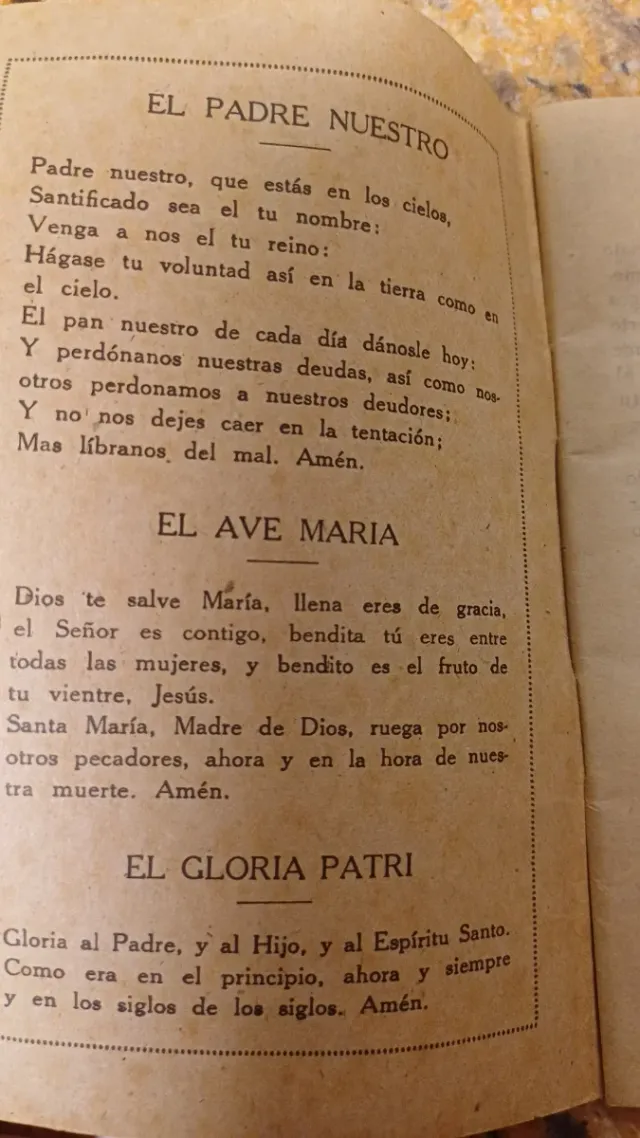 EL PADRE NUESTRO
Padre nuestro, que estás en los cielos,
Santificado sea el tu nombre:
Venga a nos el tu reino:
Hágase tu voluntad así en la tierra como en
el cielo.
El pan nuestro de cada día dánosle hoy:
Y perdónanos nuestras deudas, así como nos-
otros perdonamos a nuestros deudores;
Y no nos dejes caer en la tentación;
Mas líbranos del mal. Amén.
EL AVE MARIA
Dios te salve María, llena eres de gracia,
el Señor es contigo, bendita tú eres entre
todas las mujeres, y bendito es el fruto de
tu vientre, Jesús.
Santa María, Madre de Dios, ruega por nos-
otros pecadores, ahora y en la hora de nues-
tra muerte. Amén.
EL GLORIA PATRI
Gloria al Padre, y al Hijo, y al Espíritu Santo.
Como era en el principio, ahora y siempre
y en los siglos de los siglos. Amén.